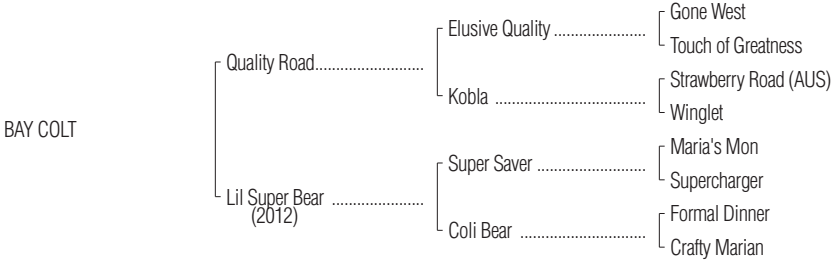 Gone West
Elusive Quality ......................
Touch of Greatness
Quality Road..........................
Strawberry Road (AUS)
Kobla ....................................
Winglet
BAY COLT
Maria's Mon
Super Saver ..........................
Supercharger
Lil Super Bear ......................
(2012)
Formal Dinner
Coli Bear ..............................
Crafty Marian